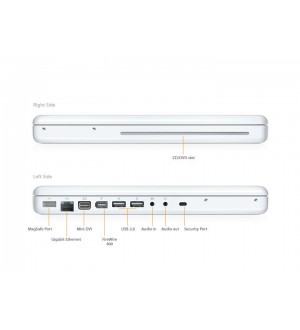 Right Side
CD/DVD slot
Left Side
MagSafe Port
Gigabit Ethernet
Mini-DVI
FireWire
400
USB 2.0
Audio in
Audio out
Security Port